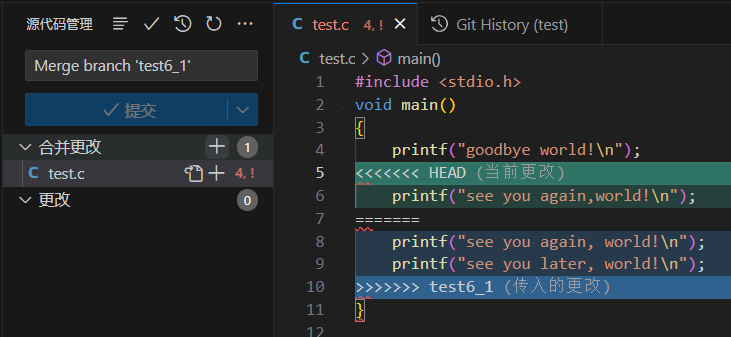 源代码管理
Merge branch 'test6_1'
提交
合并更改 1
C test.c 4, !
更改 0
C test.c 4, ! Git History (test)
C test.c > main()
1 #include <stdio.h>
2 void main()
3 {
4 printf("goodbye world!\n");
5 <<<<<<< HEAD (当前更改)
6 printf("see you again,world!\n");
7 =======
8 printf("see you again, world!\n");
9 printf("see you later, world!\n");
10 >>>>>>> test6_1 (传入的更改)
11 }
12